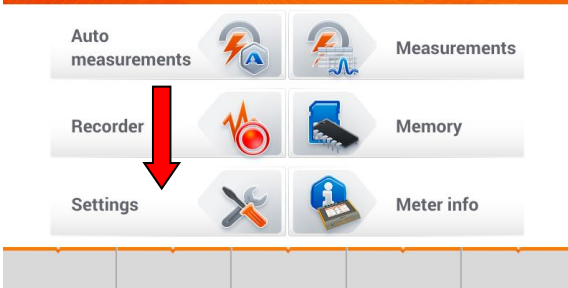 Auto
measurements
Measurements
Recorder
Memory
Settings
Meter info